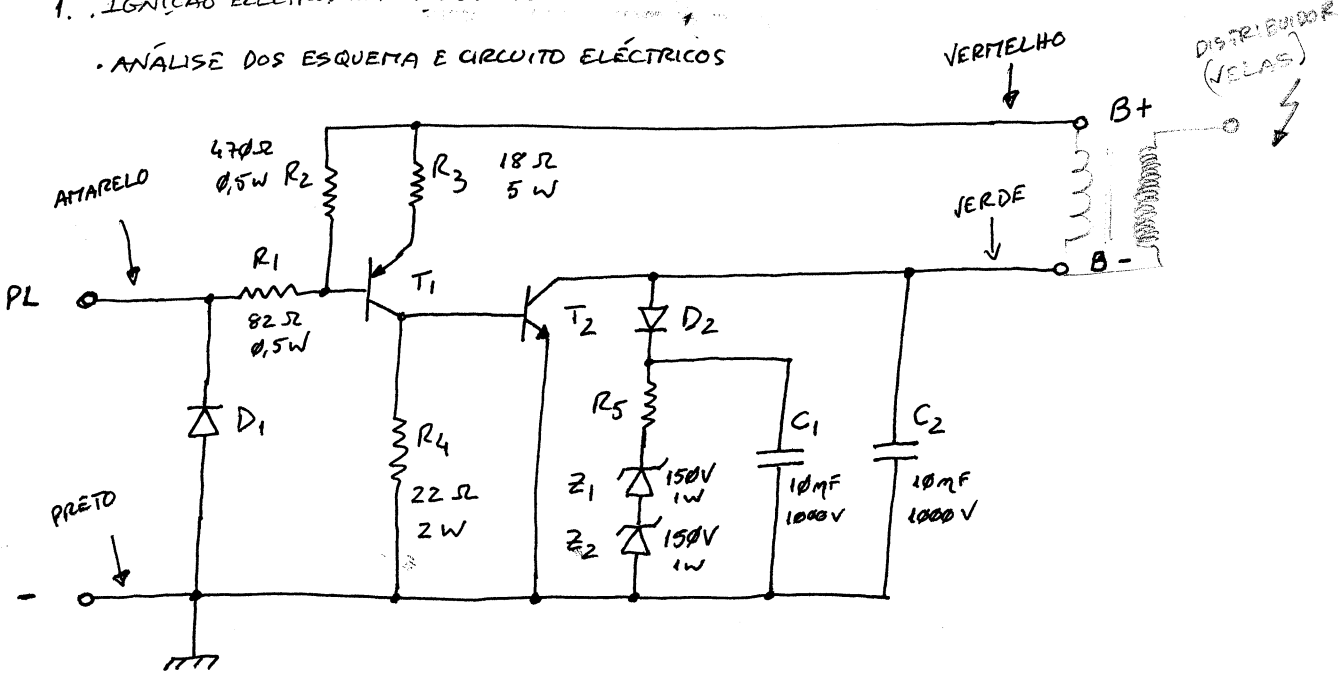 1. . IGNIÇÃO
. ANÁLISE DOS ESQUEMA E CIRCUITO ELÉCTRICOS
VERMELHO
DISTRIBUIDOR
(VELAS)
B+
470Ω
0,5W R2
R3
18Ω
5W
AMARELO
VERDE
R1
T1
B-
PL
82Ω
0,5W
T2
D2
D1
R5
C1
C2
R4
Z1
150V
1W
10mF
1000V
10mF
1000V
22Ω
2W
PRETO
Z2
150V
1W
-